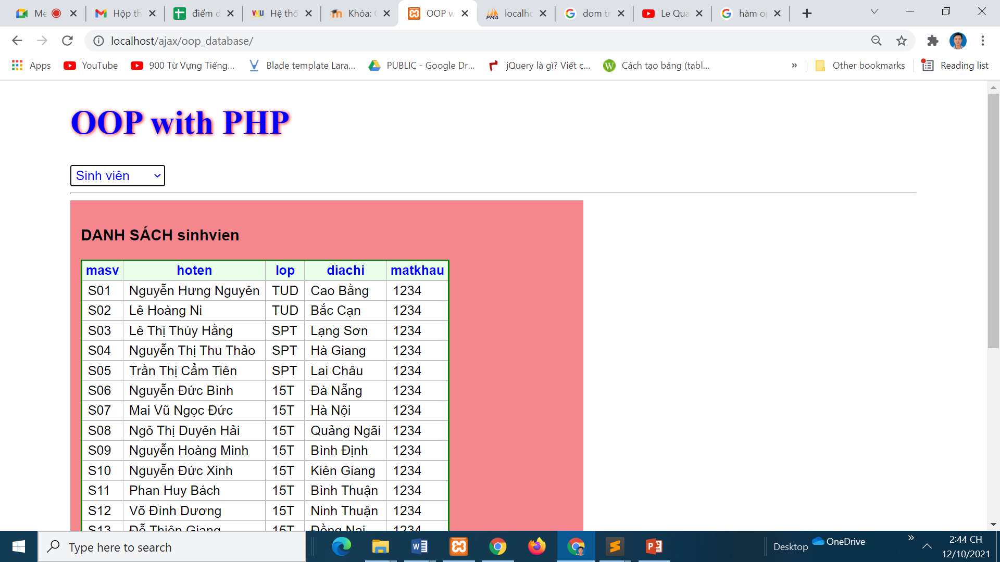 Me
Hộp th
điểm d
VKU Hệ thố
Khóa: C
OOP w
PMA localho
dom tr
Le Qua
hàm o
localhost/ajax/oop_database/
Apps YouTube 900 Từ Vựng Tiếng... Blade template Lara... PUBLIC - Google Dr... jQuery là gì? Viết c... Cách tạo bảng (tabl... » Other bookmarks Reading list
OOP with PHP
Sinh viên
DANH SÁCH sinhvien
masv hoten lop diachi matkhau
S01 Nguyễn Hưng Nguyên TUD Cao Bằng 1234
S02 Lê Hoàng Ni TUD Bắc Cạn 1234
S03 Lê Thị Thúy Hằng SPT Lạng Sơn 1234
S04 Nguyễn Thị Thu Thảo SPT Hà Giang 1234
S05 Trần Thị Cẩm Tiên SPT Lai Châu 1234
S06 Nguyễn Đức Bình 15T Đà Nẵng 1234
S07 Mai Vũ Ngọc Đức 15T Hà Nội 1234
S08 Ngô Thị Duyên Hải 15T Quảng Ngãi 1234
S09 Nguyễn Hoàng Minh 15T Bình Định 1234
S10 Nguyễn Đức Xinh 15T Kiên Giang 1234
S11 Phan Huy Bách 15T Bình Thuận 1234
S12 Võ Đình Dương 15T Ninh Thuận 1234
S13 Đỗ Thiên Giang 15T Đồng Nai 1234
Type here to search
Desktop
OneDrive
»
2:44 CH
12/10/2021